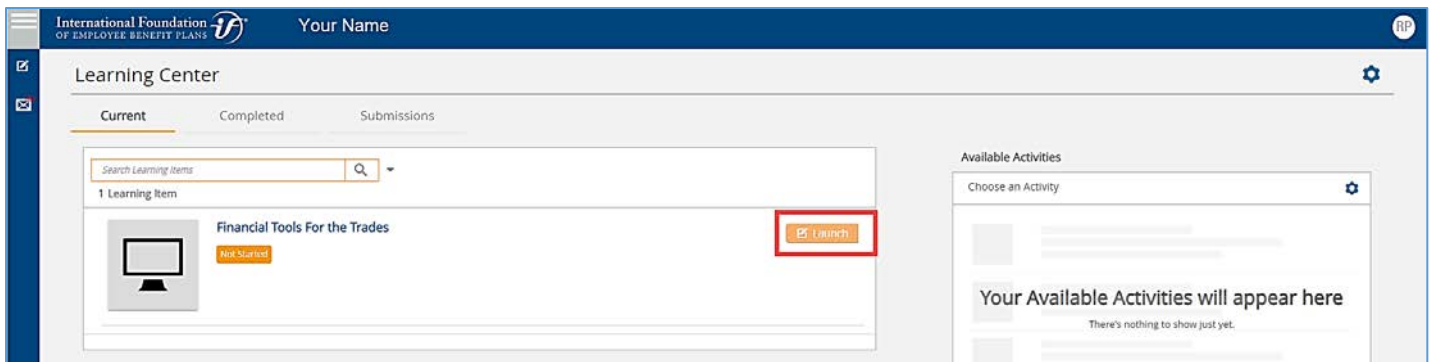 International Foundation
OF EMPLOYEE BENEFIT PLANS
Your Name
RP
Learning Center
Current Completed Submissions
Search Learning Items
1 Learning Item
Financial Tools For the Trades
Not Started
Launch
Available Activities
Choose an Activity
Your Available Activities will appear here
There's nothing to show just yet.